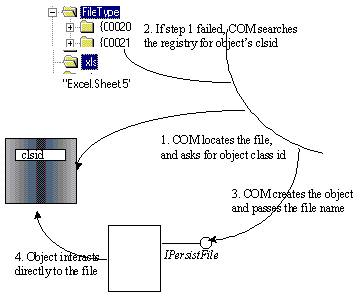 FileType
{C0020
{C0021
xls
"Excel.Sheet5"
2. If step 1 failed, COM searches
the registry for object's clsid
1. COM locates the file,
and asks for object class id
clsid
3. COM creates the object
and passes the file name
4. Object interacts
directly to the file
IPersistFile